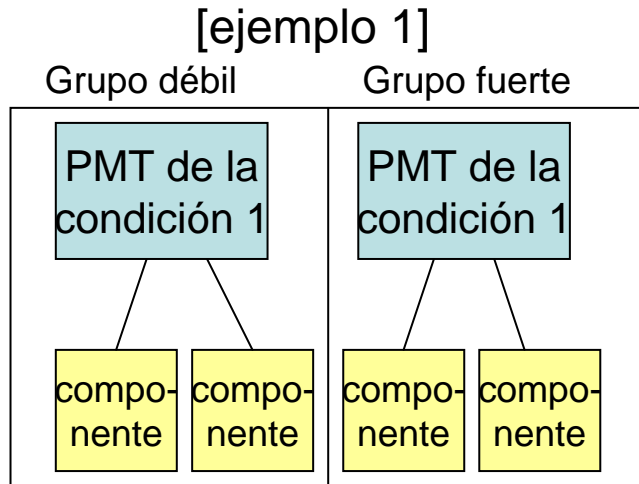 [ejemplo 1]
Grupo débil
Grupo fuerte
PMT de la
condición 1
PMT de la
condición 1
compo-
nente
compo-
nente
compo-
nente
compo-
nente